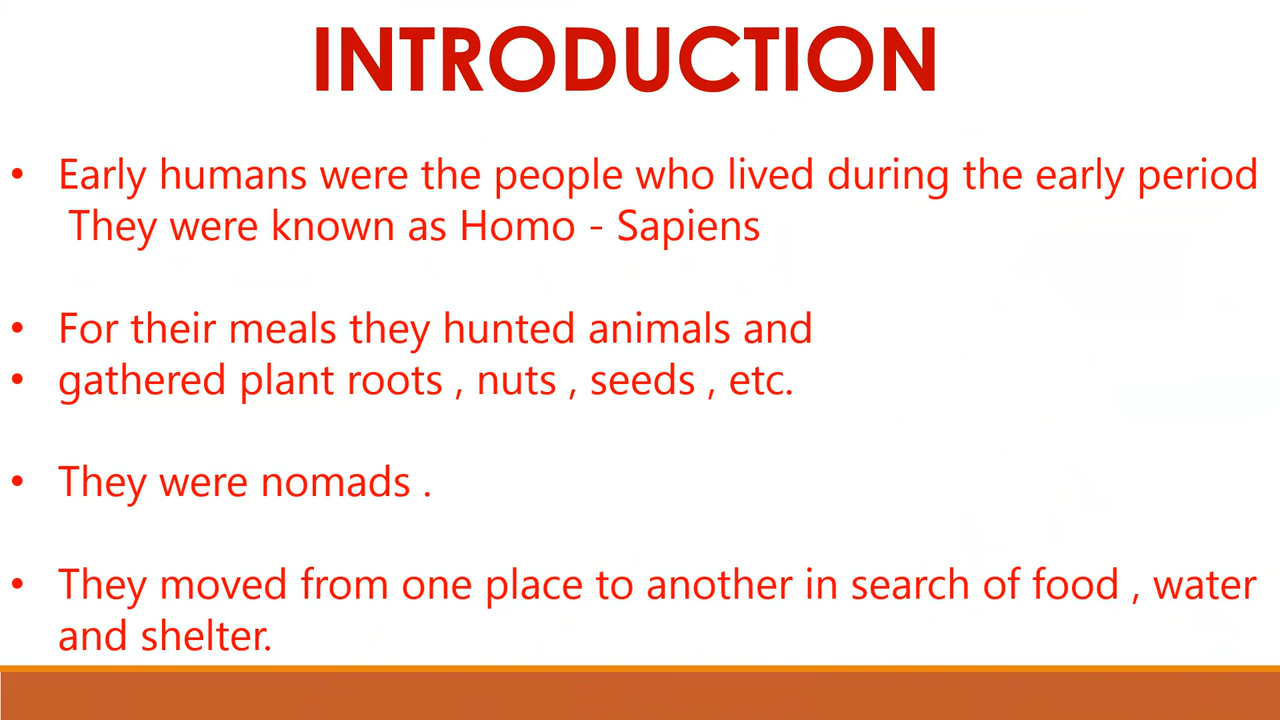 INTRODUCTION
• Early humans were the people who lived during the early period
They were known as Homo - Sapiens
• For their meals they hunted animals and
• gathered plant roots , nuts , seeds , etc.
• They were nomads .
• They moved from one place to another in search of food , water
and shelter.